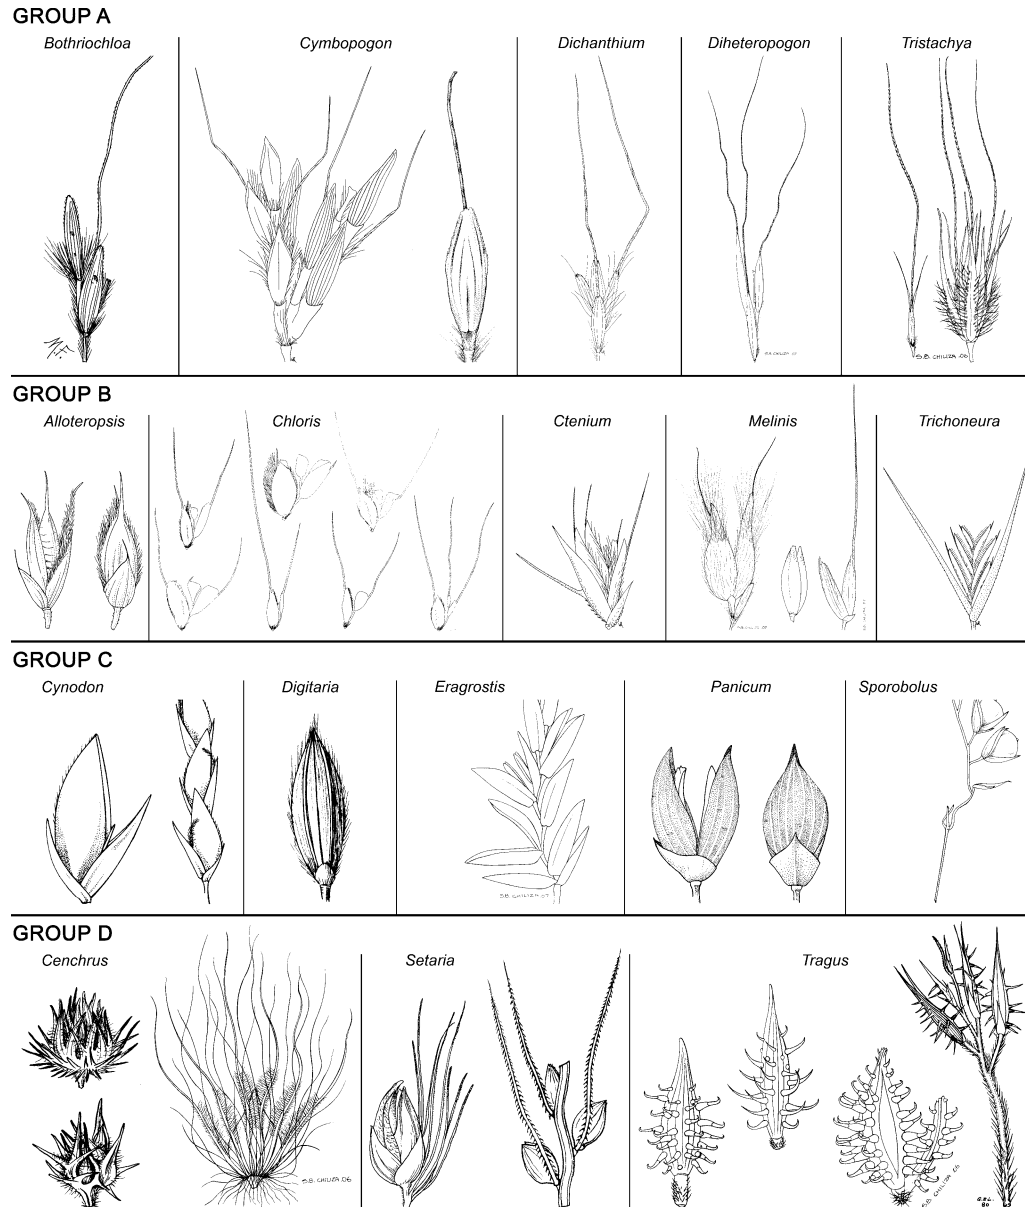 GROUP A
Bothriochloa
Cymbopogon
Dichanthium
Diheteropogon
Tristachya
S.B. CHILIZA .06
GROUP B
Alloteropsis
Chloris
Ctenium
Melinis
Trichoneura
GROUP C
Cynodon
Digitaria
Eragrostis
Panicum
Sporobolus
S.B. CHILIZA .07
GROUP D
Cenchrus
Setaria
Tragus
S.B. CHILIZA .06